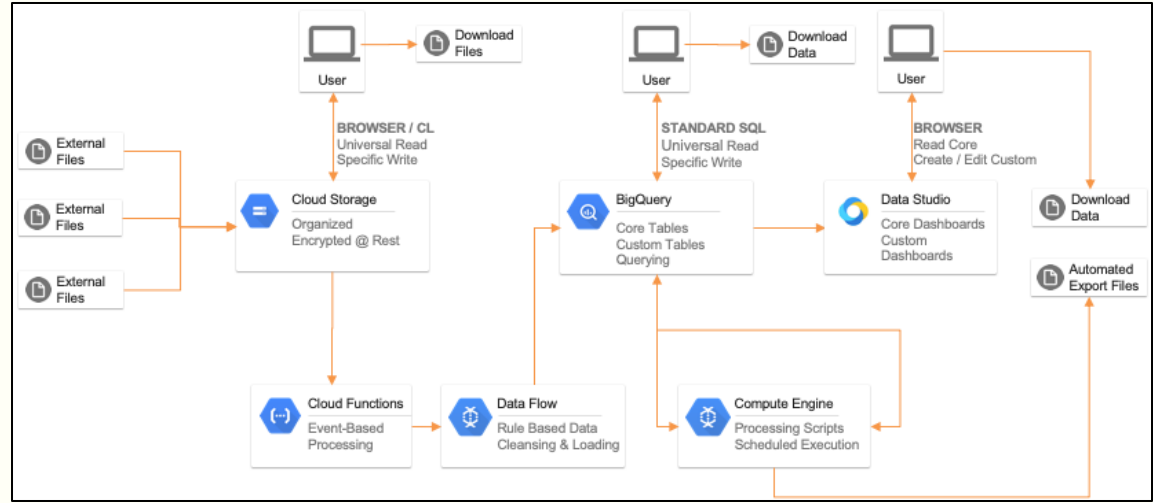 Download
Files
User
Download
Data
User
User
BROWSER / CL
Universal Read
Specific Write
STANDARD SQL
Universal Read
Specific Write
BROWSER
Read Core
Create / Edit Custom
External
Files
External
Files
External
Files
Cloud Storage
Organized
Encrypted @ Rest
BigQuery
Core Tables
Custom Tables
Querying
Data Studio
Core Dashboards
Custom
Dashboards
Download
Data
Automated
Export Files
Cloud Functions
Event-Based
Processing
Data Flow
Rule Based Data
Cleansing & Loading
Compute Engine
Processing Scripts
Scheduled Execution